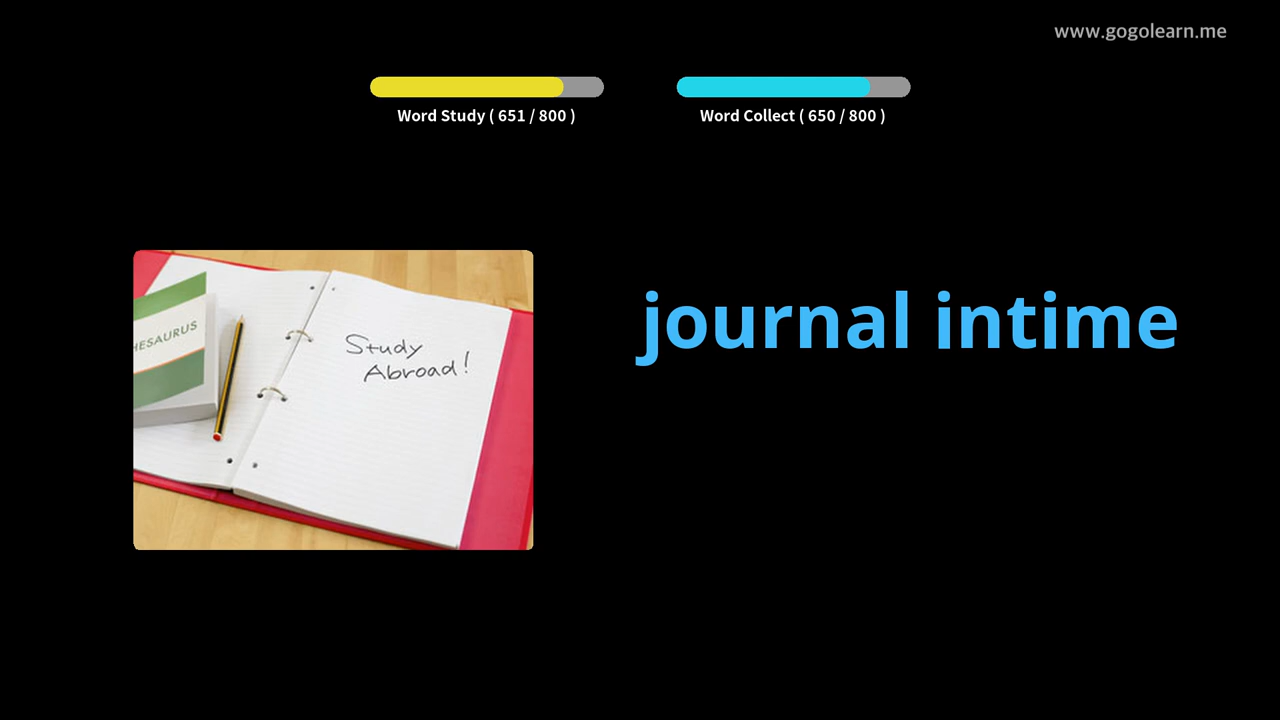 www.gogolearn.me
Word Study ( 651 / 800 )
Word Collect ( 650 / 800 )
HESAURUS
Study
Abroad!
journal intime